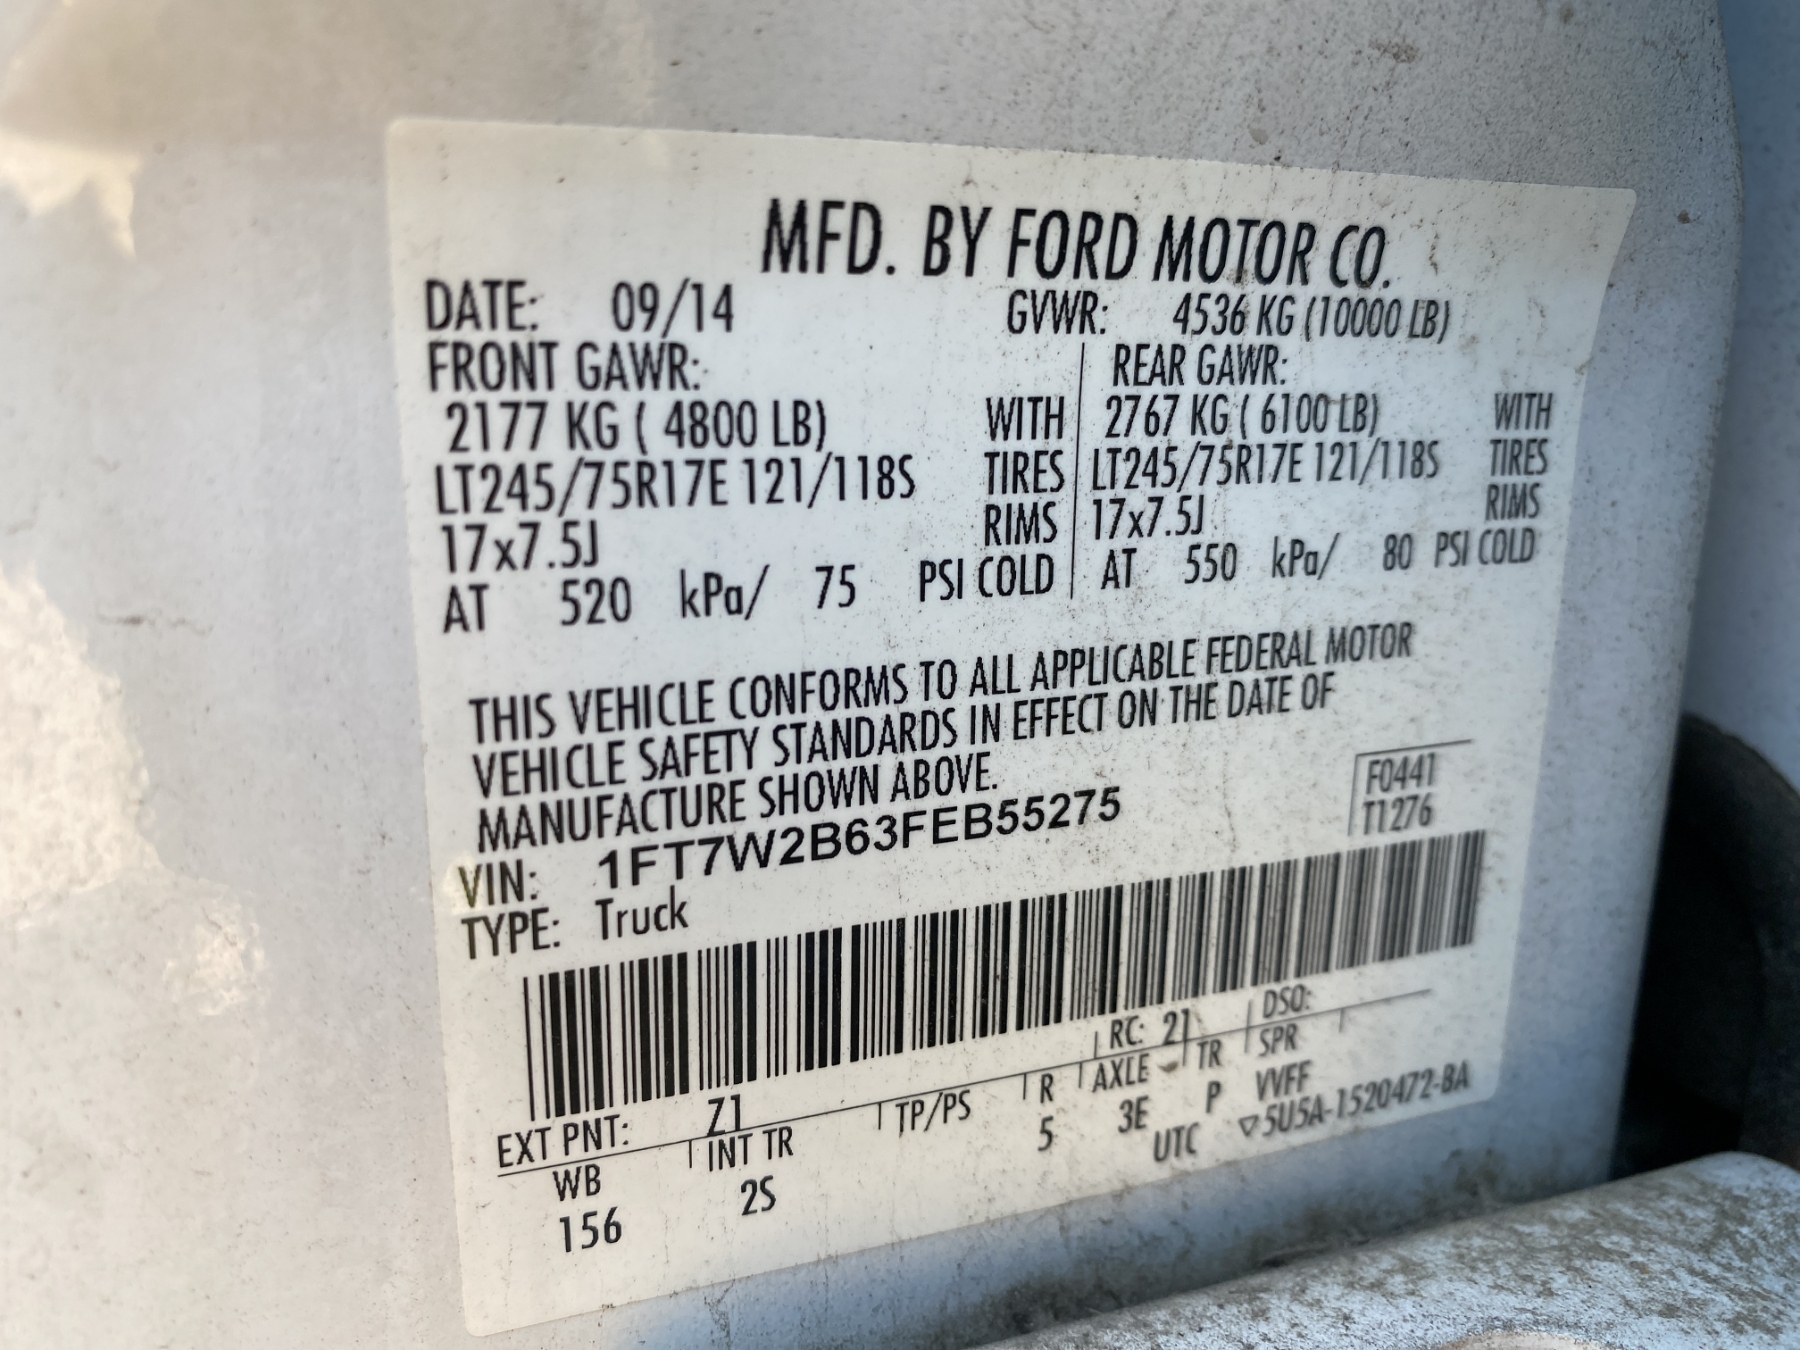 MFD. BY FORD MOTOR CO.
DATE: 09/14 GVWR: 4536 KG (10000 LB)
FRONT GAWR: REAR GAWR:
2177 KG ( 4800 LB) WITH 2767 KG ( 6100 LB) WITH
LT245/75R17E 121/118S TIRES LT245/75R17E 121/118S TIRES
17x7.5J RIMS 17x7.5J RIMS
AT 520 kPa/ 75 PSI COLD AT 550 kPa/ 80 PSI COLD
THIS VEHICLE CONFORMS TO ALL APPLICABLE FEDERAL MOTOR
VEHICLE SAFETY STANDARDS IN EFFECT ON THE DATE OF
MANUFACTURE SHOWN ABOVE.
F0441
T1276
VIN: 1FT7W2B63FEB55275
TYPE: Truck
EXT PNT: Z1 RC: 21 DSO:
WB INT TR TP/PS R AXLE TR SPR
156 2S 5 3E P VVFF
UTC ▽5U5A-1520472-BA